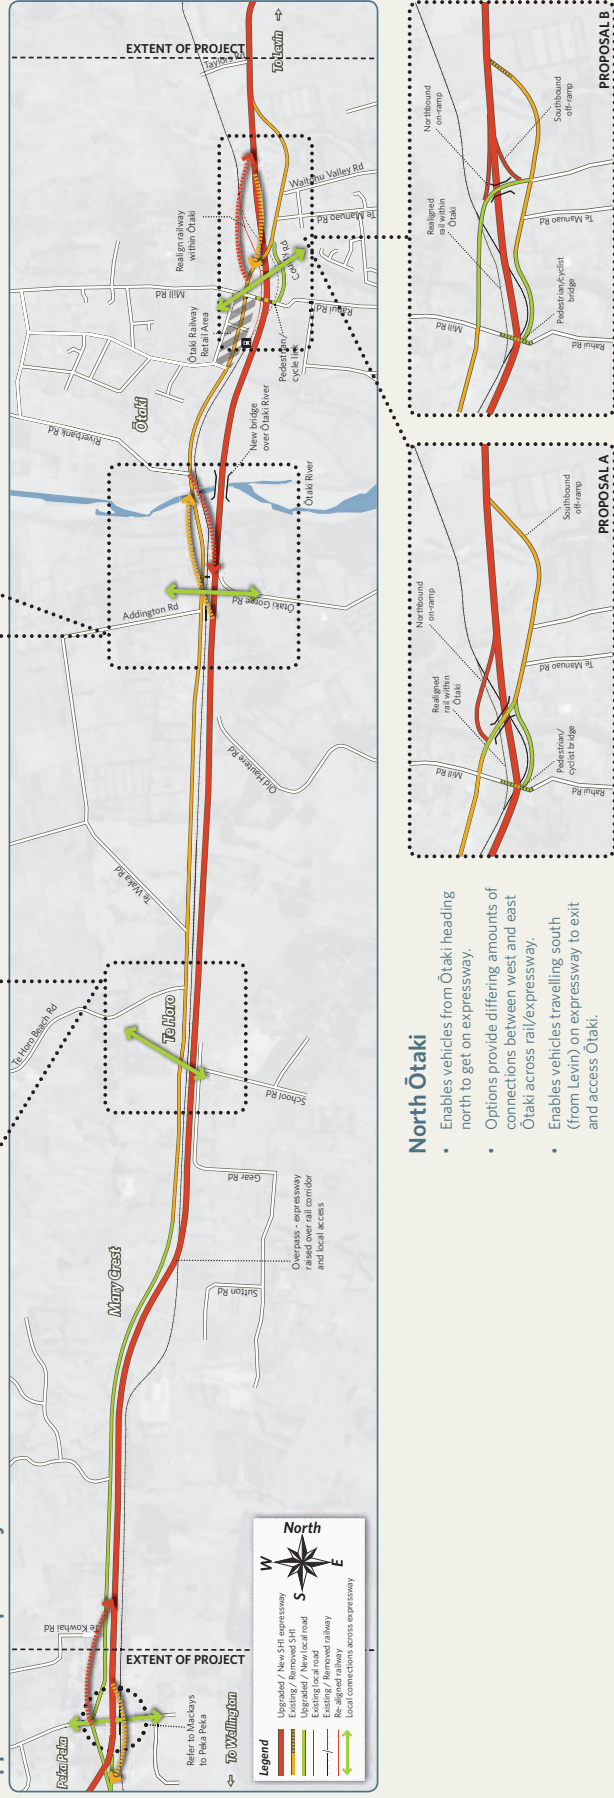 EXTENT OF PROJECT
To Levin
Taylors Rd
Waitohu Valley Rd
Te Manuao Rd
Realign railway
within Ōtaki
County Rd
Mill Rd
Rahui Rd
Ōtaki Railway
Retail Area
Pedestrian/
cycle link
Ōtaki
Riverbank Rd
New bridge
over Ōtaki River
Ōtaki River
Addington Rd
Ōtaki Gorge Rd
Old Hautere Rd
Te Waka Rd
Te Horo Beach Rd
Te Horo
School Rd
Gear Rd
Overpass - expressway
raised over rail corridor
and local access
Sutton Rd
Mary Crest
Te Kowhai Rd
EXTENT OF PROJECT
Peka Peka
Refer to Mackays
to Peka Peka
To Wellington
Legend
Upgraded / New SH1 expressway
Existing / Removed SH1
Upgraded / New local road
Existing local road
Existing / Removed railway
Re-aligned railway
Local connections across expressway
North
W
E
S
North Ōtaki
• Enables vehicles from Ōtaki heading
north to get on expressway.
• Options provide differing amounts of
connections between west and east
Ōtaki across rail/expressway.
• Enables vehicles travelling south
(from Levin) on expressway to exit
and access Ōtaki.
PROPOSAL A
Northbound
on-ramp
Southbound
off-ramp
Realigned
rail within
Ōtaki
Mill Rd
Te Manuao Rd
Pedestrian/
cyclist bridge
Rahui Rd
PROPOSAL B
Northbound
on-ramp
Southbound
off-ramp
Realigned
rail within
Ōtaki
Mill Rd
Te Manuao Rd
Pedestrian/cyclist
bridge
Rahui Rd